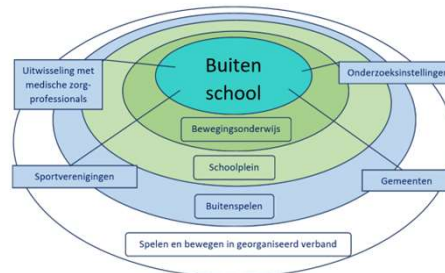 Buiten
school
Uitwisseling met
medische zorg-
professionals
Onderzoeksinstellingen
Bewegingsonderwijs
Schoolplein
Sportverenigingen
Gemeenten
Buitenspelen
Spelen en bewegen in georganiseerd verband